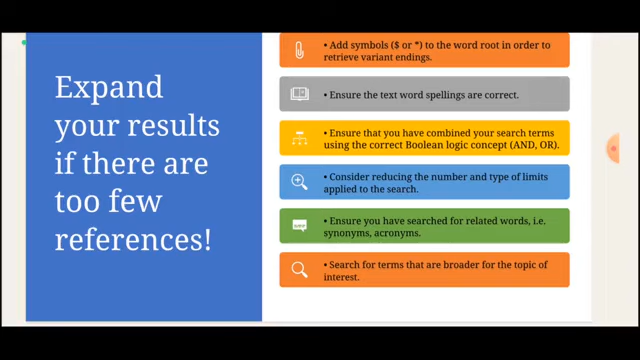 Expand
your results
if there are
too few
references!
• Add symbols ($ or *) to the word root in order to
retrieve variant endings.
• Ensure the text word spellings are correct.
• Ensure that you have combined your search terms
using the correct Boolean logic concept (AND, OR).
• Consider reducing the number and type of limits
applied to the search.
• Ensure you have searched for related words, i.e.
synonyms, acronyms.
• Search for terms that are broader for the topic of
interest.